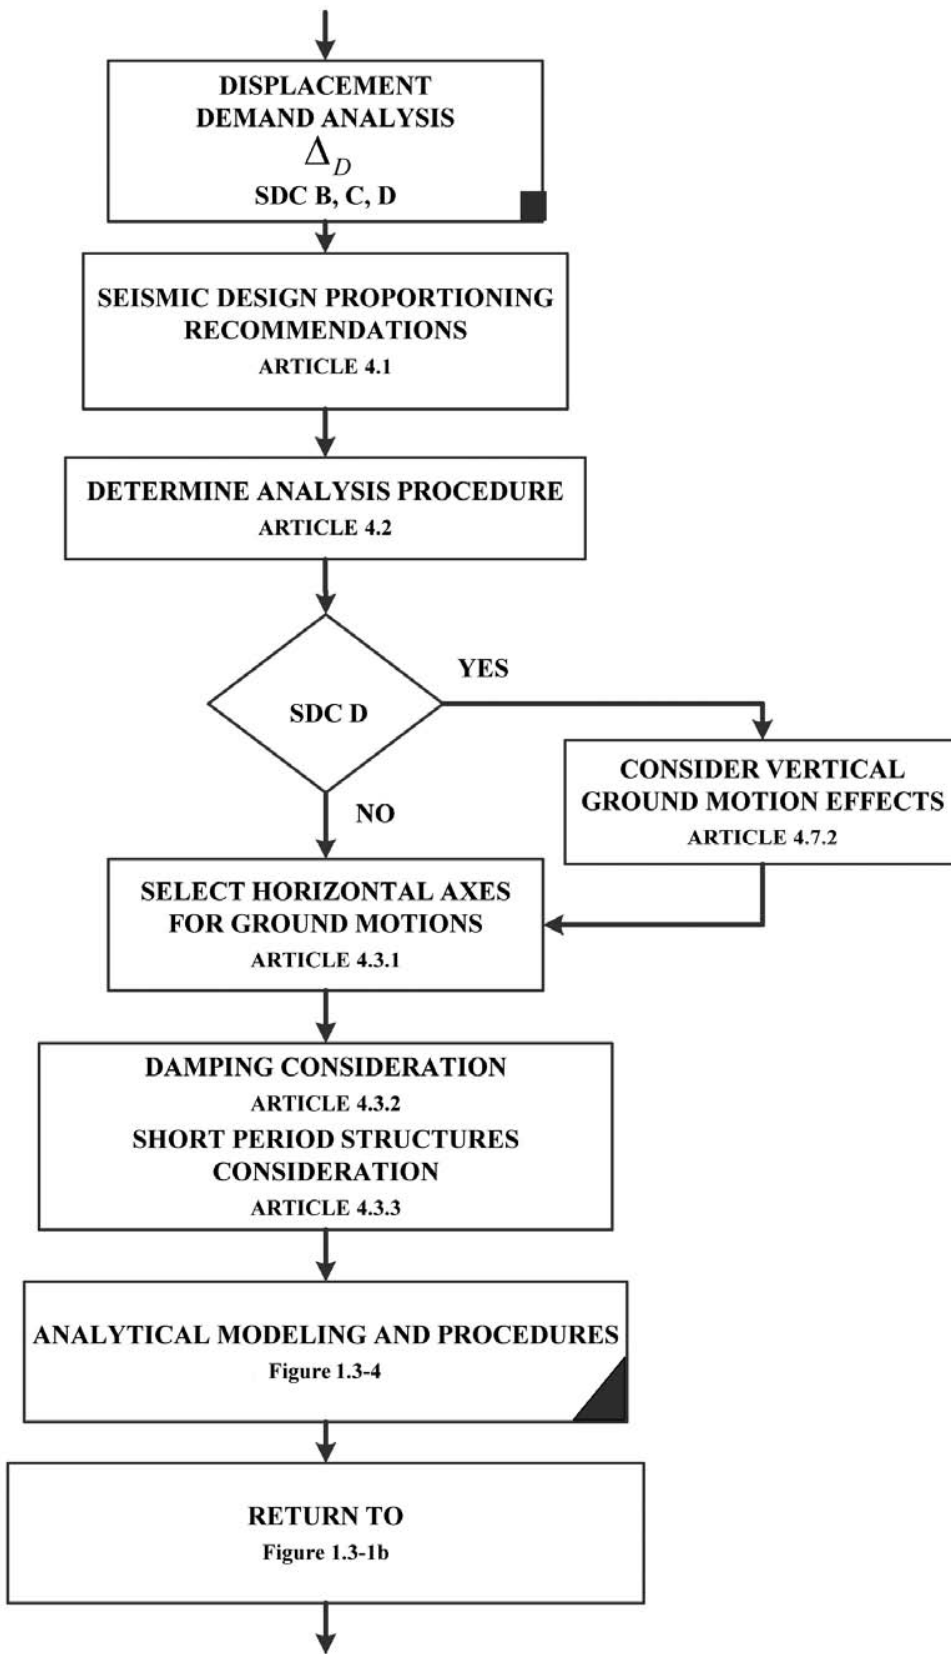 DISPLACEMENT
DEMAND ANALYSIS
Δ_D
SDC B, C, D
SEISMIC DESIGN PROPORTIONING
RECOMMENDATIONS
ARTICLE 4.1
DETERMINE ANALYSIS PROCEDURE
ARTICLE 4.2
SDC D
YES
NO
CONSIDER VERTICAL
GROUND MOTION EFFECTS
ARTICLE 4.7.2
SELECT HORIZONTAL AXES
FOR GROUND MOTIONS
ARTICLE 4.3.1
DAMPING CONSIDERATION
ARTICLE 4.3.2
SHORT PERIOD STRUCTURES
CONSIDERATION
ARTICLE 4.3.3
ANALYTICAL MODELING AND PROCEDURES
Figure 1.3-4
RETURN TO
Figure 1.3-1b